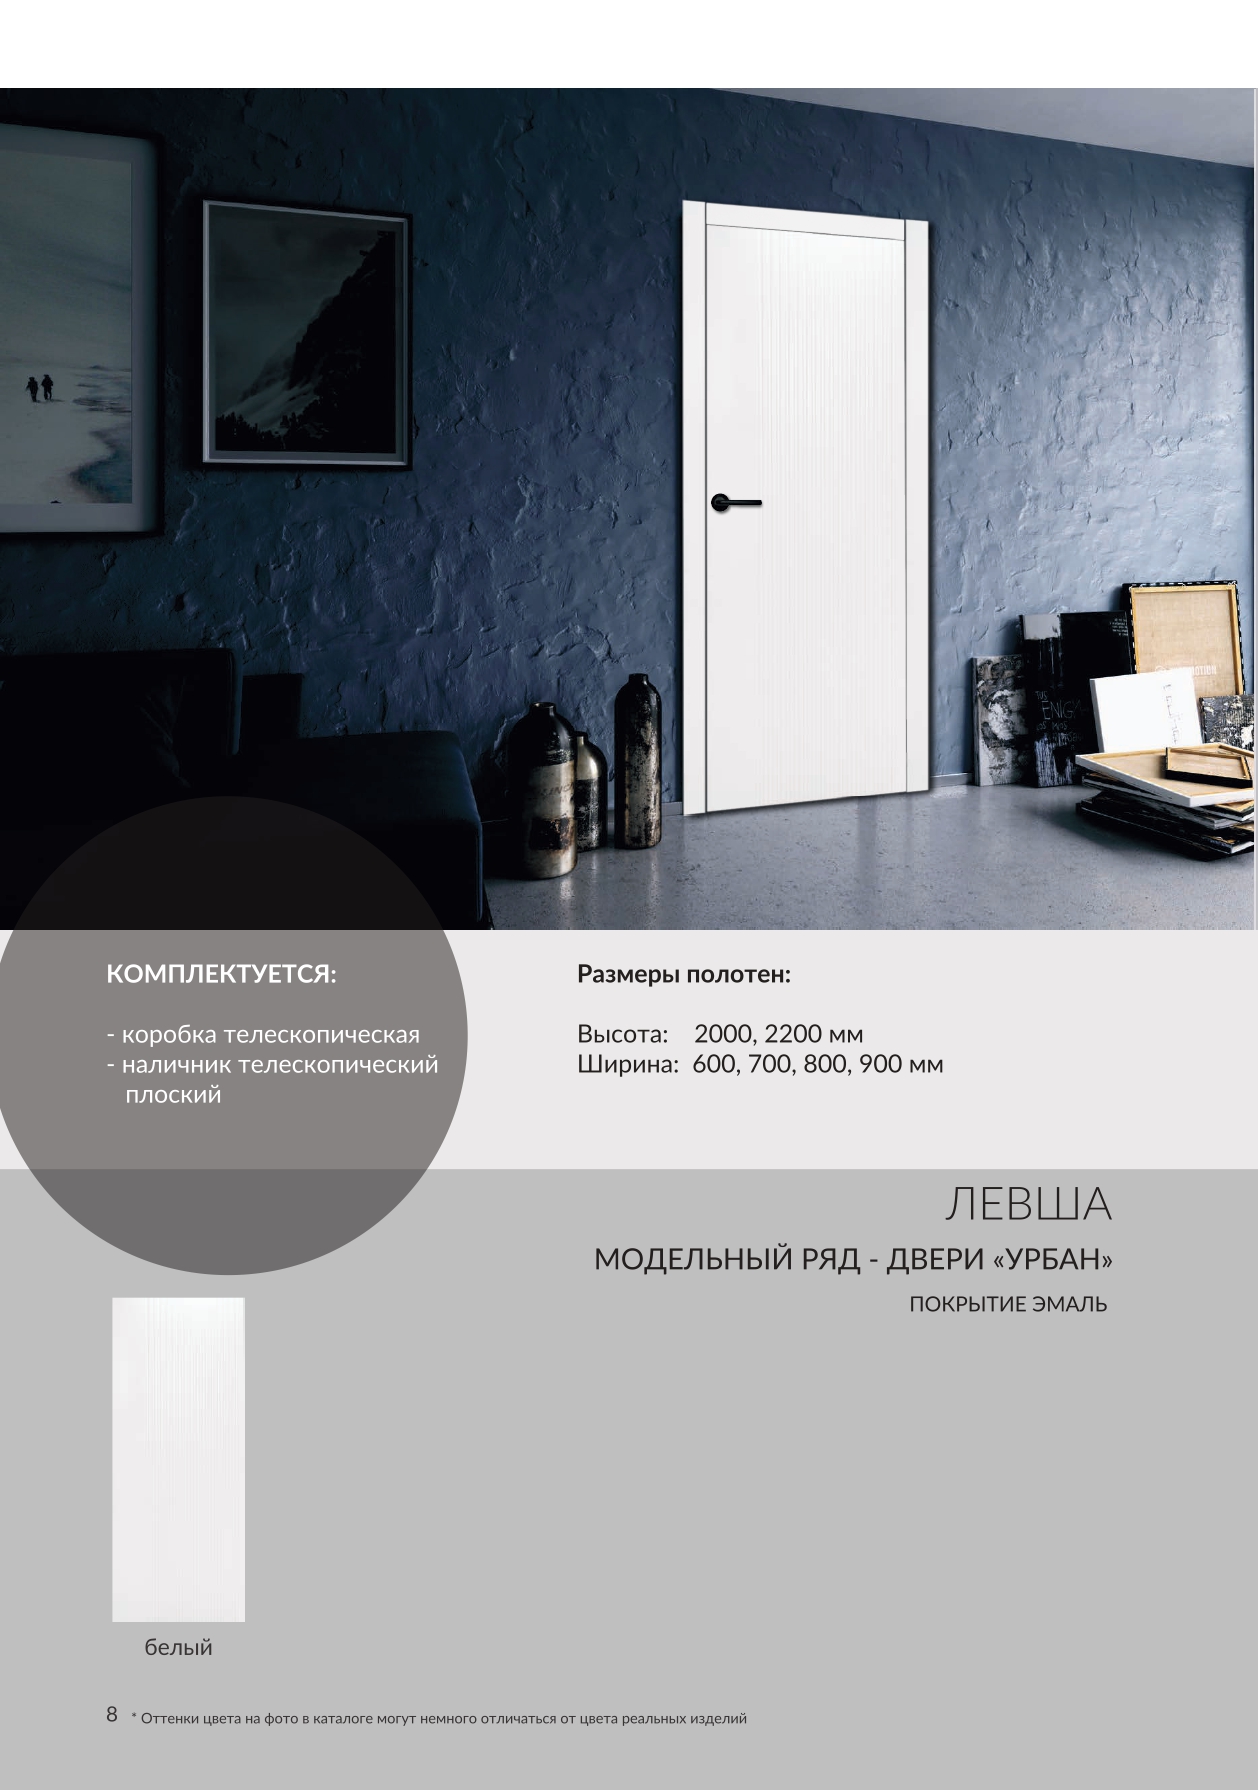 TUS
ENIGM
КОМПЛЕКТУЕТСЯ:
- коробка телескопическая
- наличник телескопический
плоский
Размеры полотен:
Высота: 2000, 2200 мм
Ширина: 600, 700, 800, 900 мм
ЛЕВША
МОДЕЛЬНЫЙ РЯД - ДВЕРИ «УРБАН»
ПОКРЫТИЕ ЭМАЛЬ
белый
8 * Оттенки цвета на фото в каталоге могут немного отличаться от цвета реальных изделий